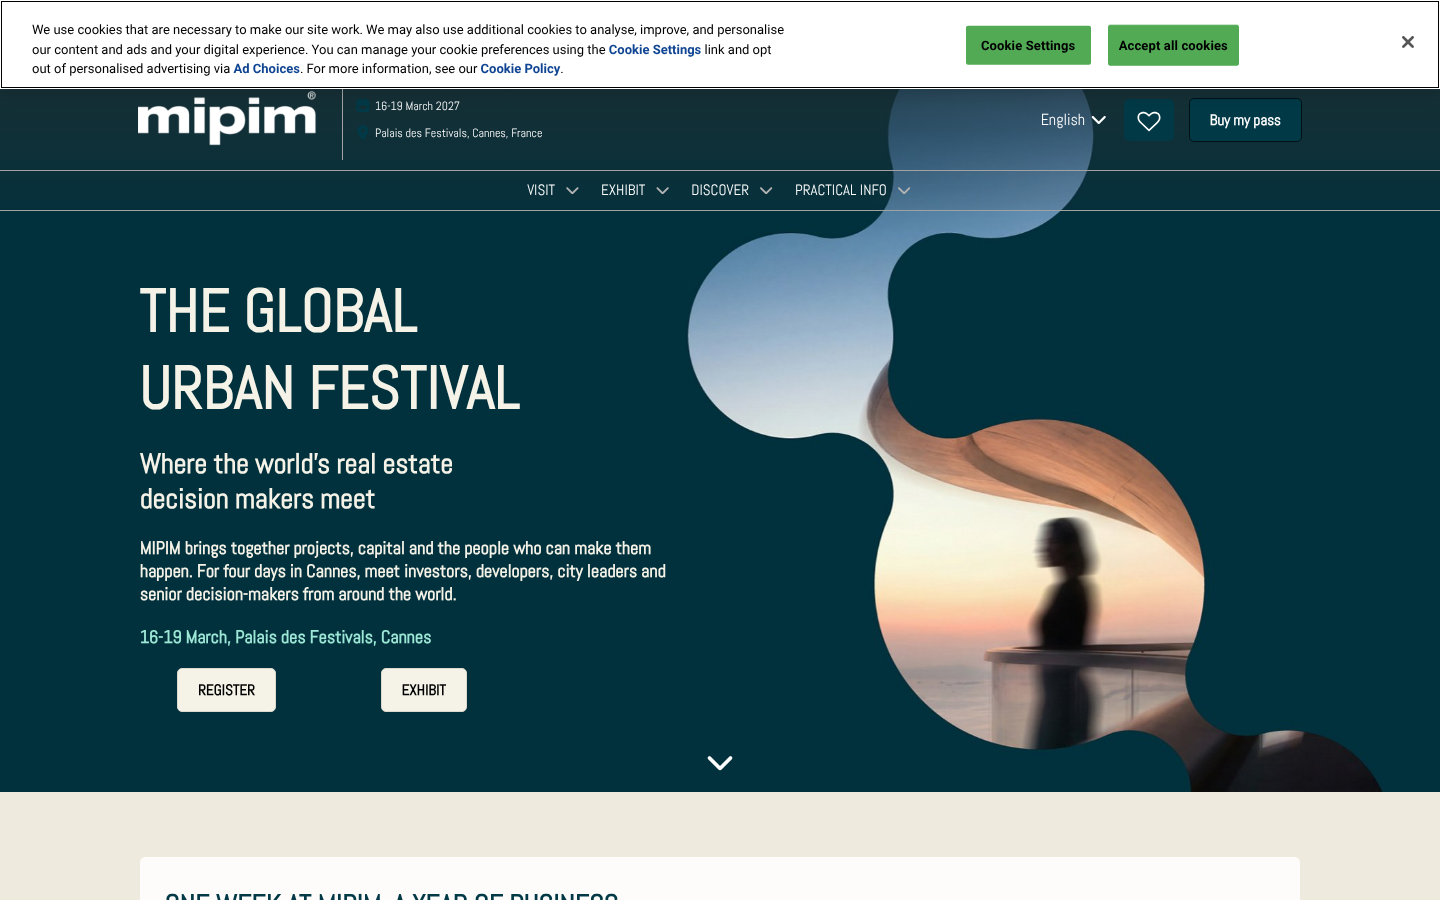 We use cookies that are necessary to make our site work. We may also use additional cookies to analyse, improve, and personalise
our content and ads and your digital experience. You can manage your cookie preferences using the Cookie Settings link and opt
out of personalised advertising via Ad Choices. For more information, see our Cookie Policy.
Cookie Settings
Accept all cookies
mipim®
16-19 March 2027
Palais des Festivals, Cannes, France
English
Buy my pass
VISIT
EXHIBIT
DISCOVER
PRACTICAL INFO
THE GLOBAL
URBAN FESTIVAL
Where the world's real estate
decision makers meet
MIPIM brings together projects, capital and the people who can make them
happen. For four days in Cannes, meet investors, developers, city leaders and
senior decision-makers from around the world.
16-19 March, Palais des Festivals, Cannes
REGISTER
EXHIBIT
ONE WEEK AT MIPIM, A YEAR OF BUSINESS